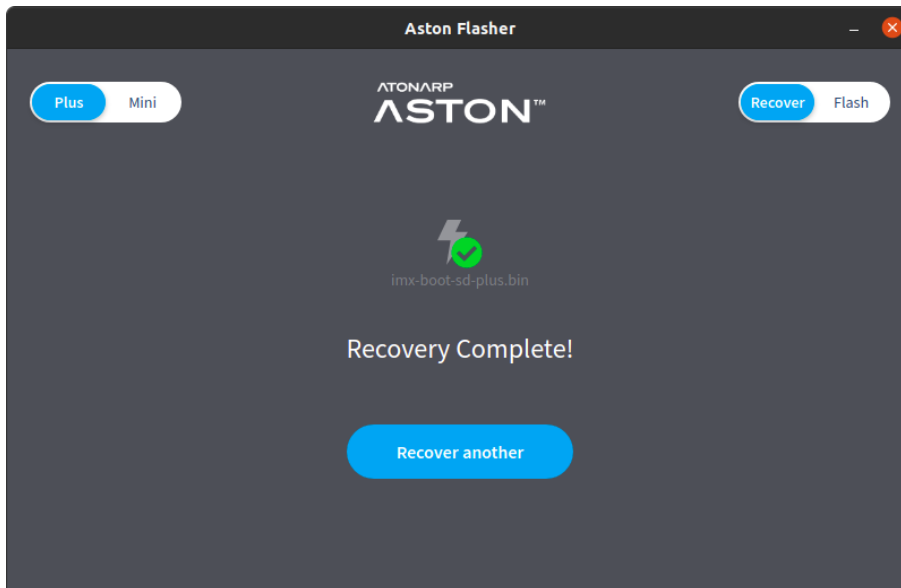 Aston Flasher
Plus Mini
ATONARP
ASTON™
Recover Flash
imx-boot-sd-plus.bin
Recovery Complete!
Recover another